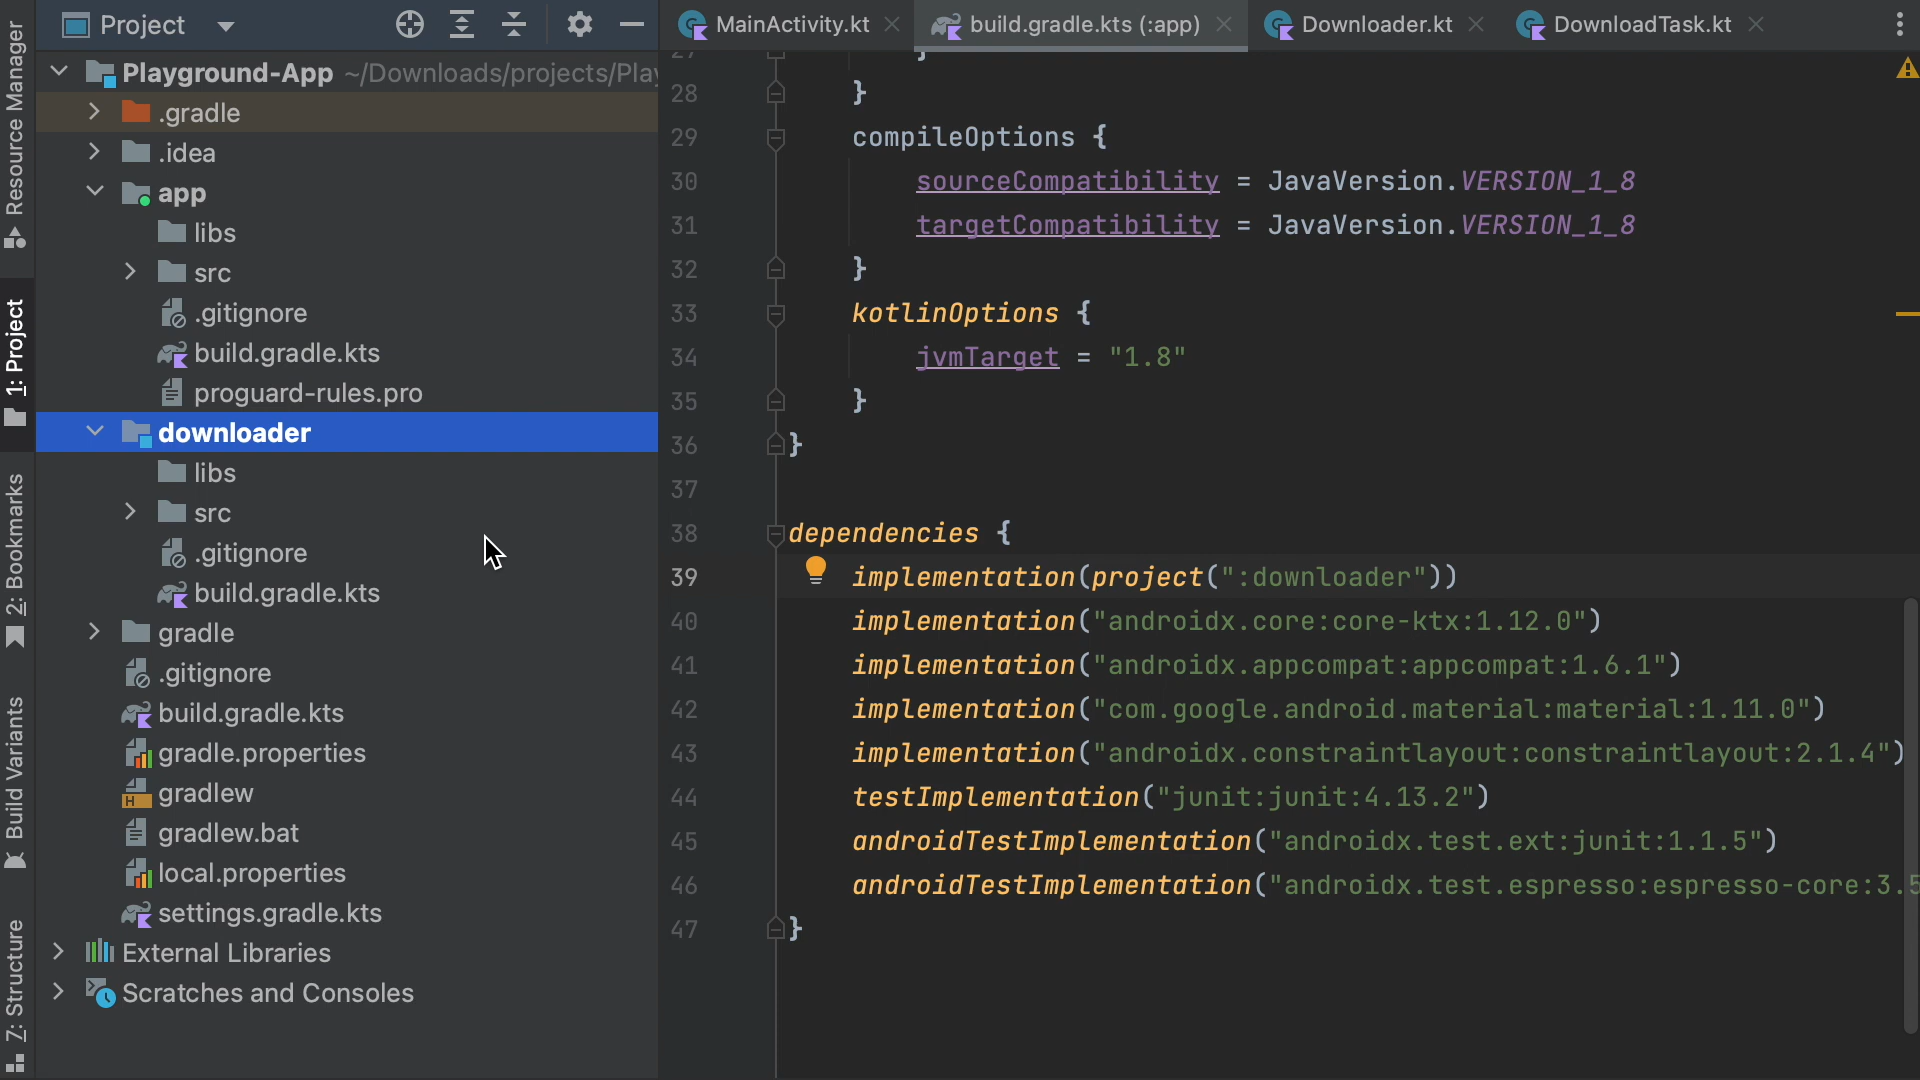 Resource Manager
1: Project
2: Bookmarks
Build Variants
7: Structure
Project
Playground-App ~/Downloads/projects/Play
.gradle
.idea
app
libs
src
.gitignore
build.gradle.kts
proguard-rules.pro
downloader
libs
src
.gitignore
build.gradle.kts
gradle
.gitignore
build.gradle.kts
gradle.properties
gradlew
gradlew.bat
local.properties
settings.gradle.kts
External Libraries
Scratches and Consoles
MainActivity.kt
build.gradle.kts (:app)
Downloader.kt
DownloadTask.kt
27 }
28 }
29 compileOptions {
30 sourceCompatibility = JavaVersion.VERSION_1_8
31 targetCompatibility = JavaVersion.VERSION_1_8
32 }
33 kotlinOptions {
34 jvmTarget = "1.8"
35 }
36 }
37
38 dependencies {
39 implementation(project(":downloader"))
40 implementation("androidx.core:core-ktx:1.12.0")
41 implementation("androidx.appcompat:appcompat:1.6.1")
42 implementation("com.google.android.material:material:1.11.0")
43 implementation("androidx.constraintlayout:constraintlayout:2.1.4")
44 testImplementation("junit:junit:4.13.2")
45 androidTestImplementation("androidx.test.ext:junit:1.1.5")
46 androidTestImplementation("androidx.test.espresso:espresso-core:3.5
47 }